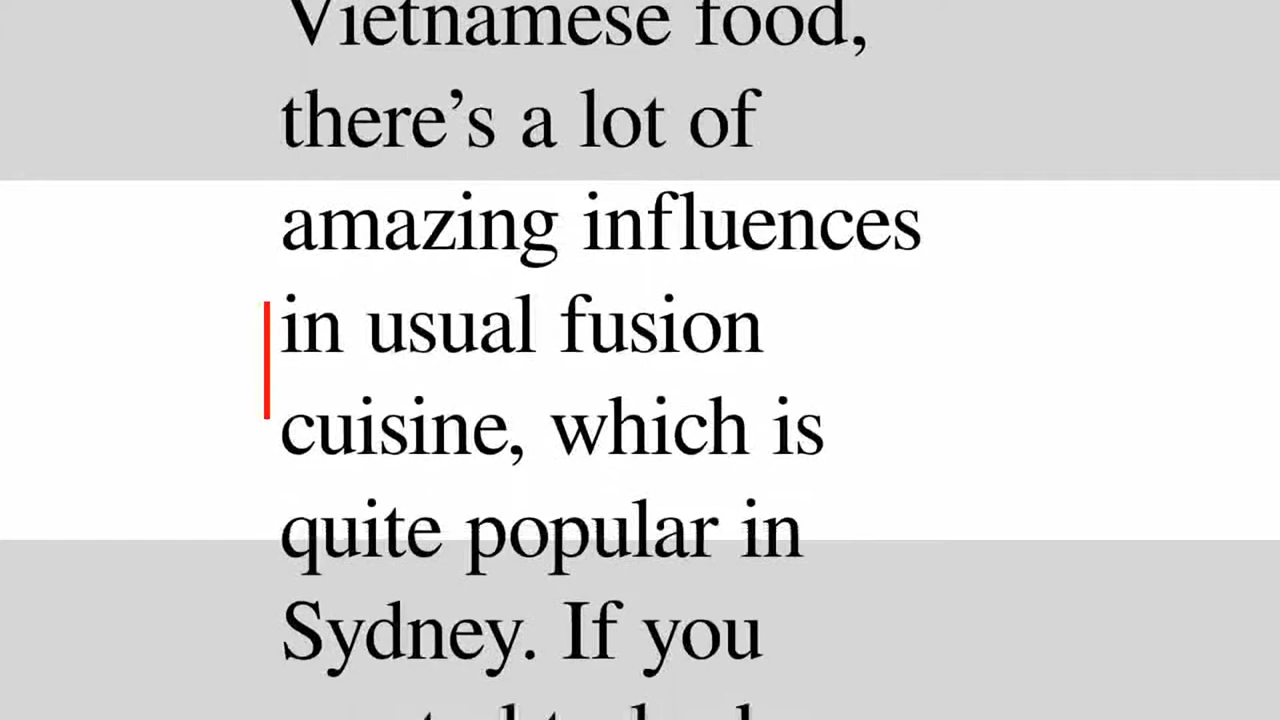 Vietnamese food,
there’s a lot of
amazing influences
in usual fusion
cuisine, which is
quite popular in
Sydney. If you